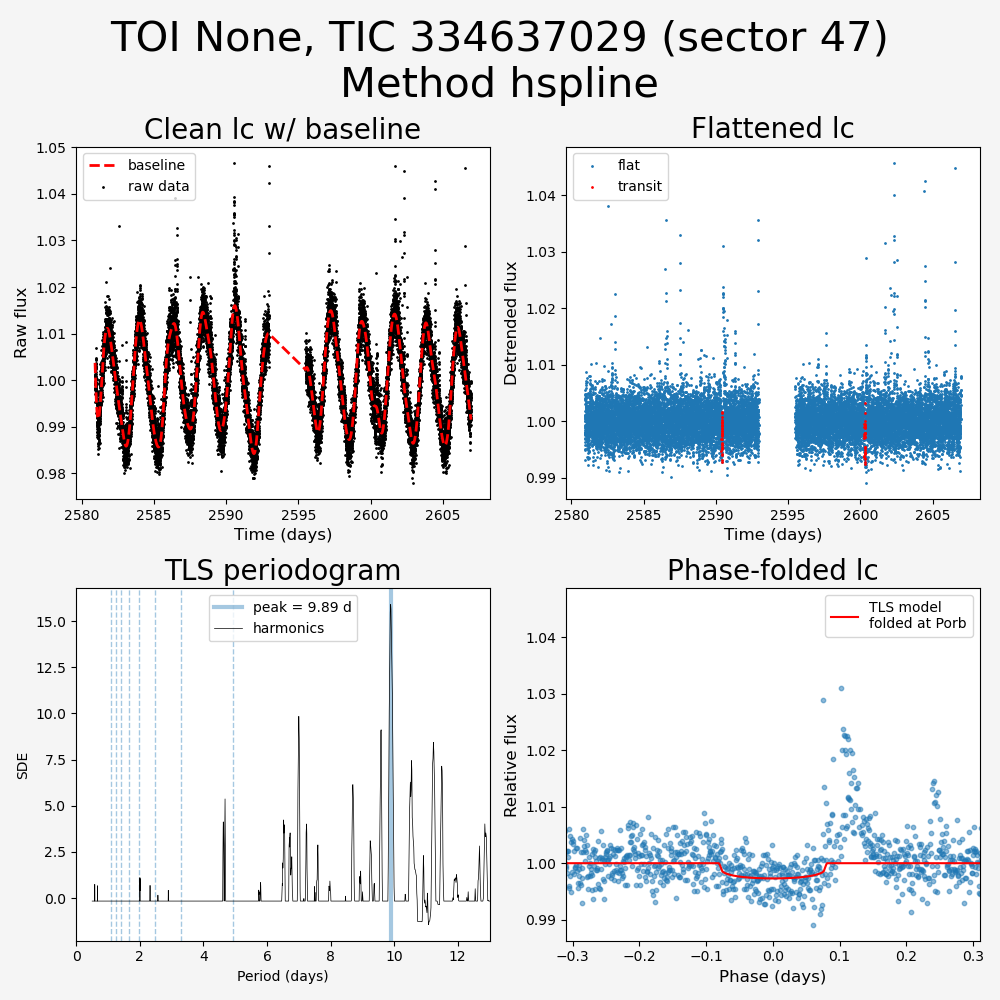 TOI None, TIC 334637029 (sector 47)
Method hspline
Clean lc w/ baseline
baseline
raw data
1.05
1.04
1.03
1.02
1.01
1.00
0.99
0.98
Raw flux
2580
2585
2590
2595
2600
2605
Time (days)
Flattened lc
flat
transit
1.04
1.03
1.02
1.01
1.00
0.99
Detrended flux
2580
2585
2590
2595
2600
2605
Time (days)
TLS periodogram
peak = 9.89 d
harmonics
15.0
12.5
10.0
7.5
5.0
2.5
0.0
SDE
0
2
4
6
8
10
12
Period (days)
Phase-folded lc
TLS model
folded at Porb
1.04
1.03
1.02
1.01
1.00
0.99
Relative flux
−0.3
−0.2
−0.1
0.0
0.1
0.2
0.3
Phase (days)